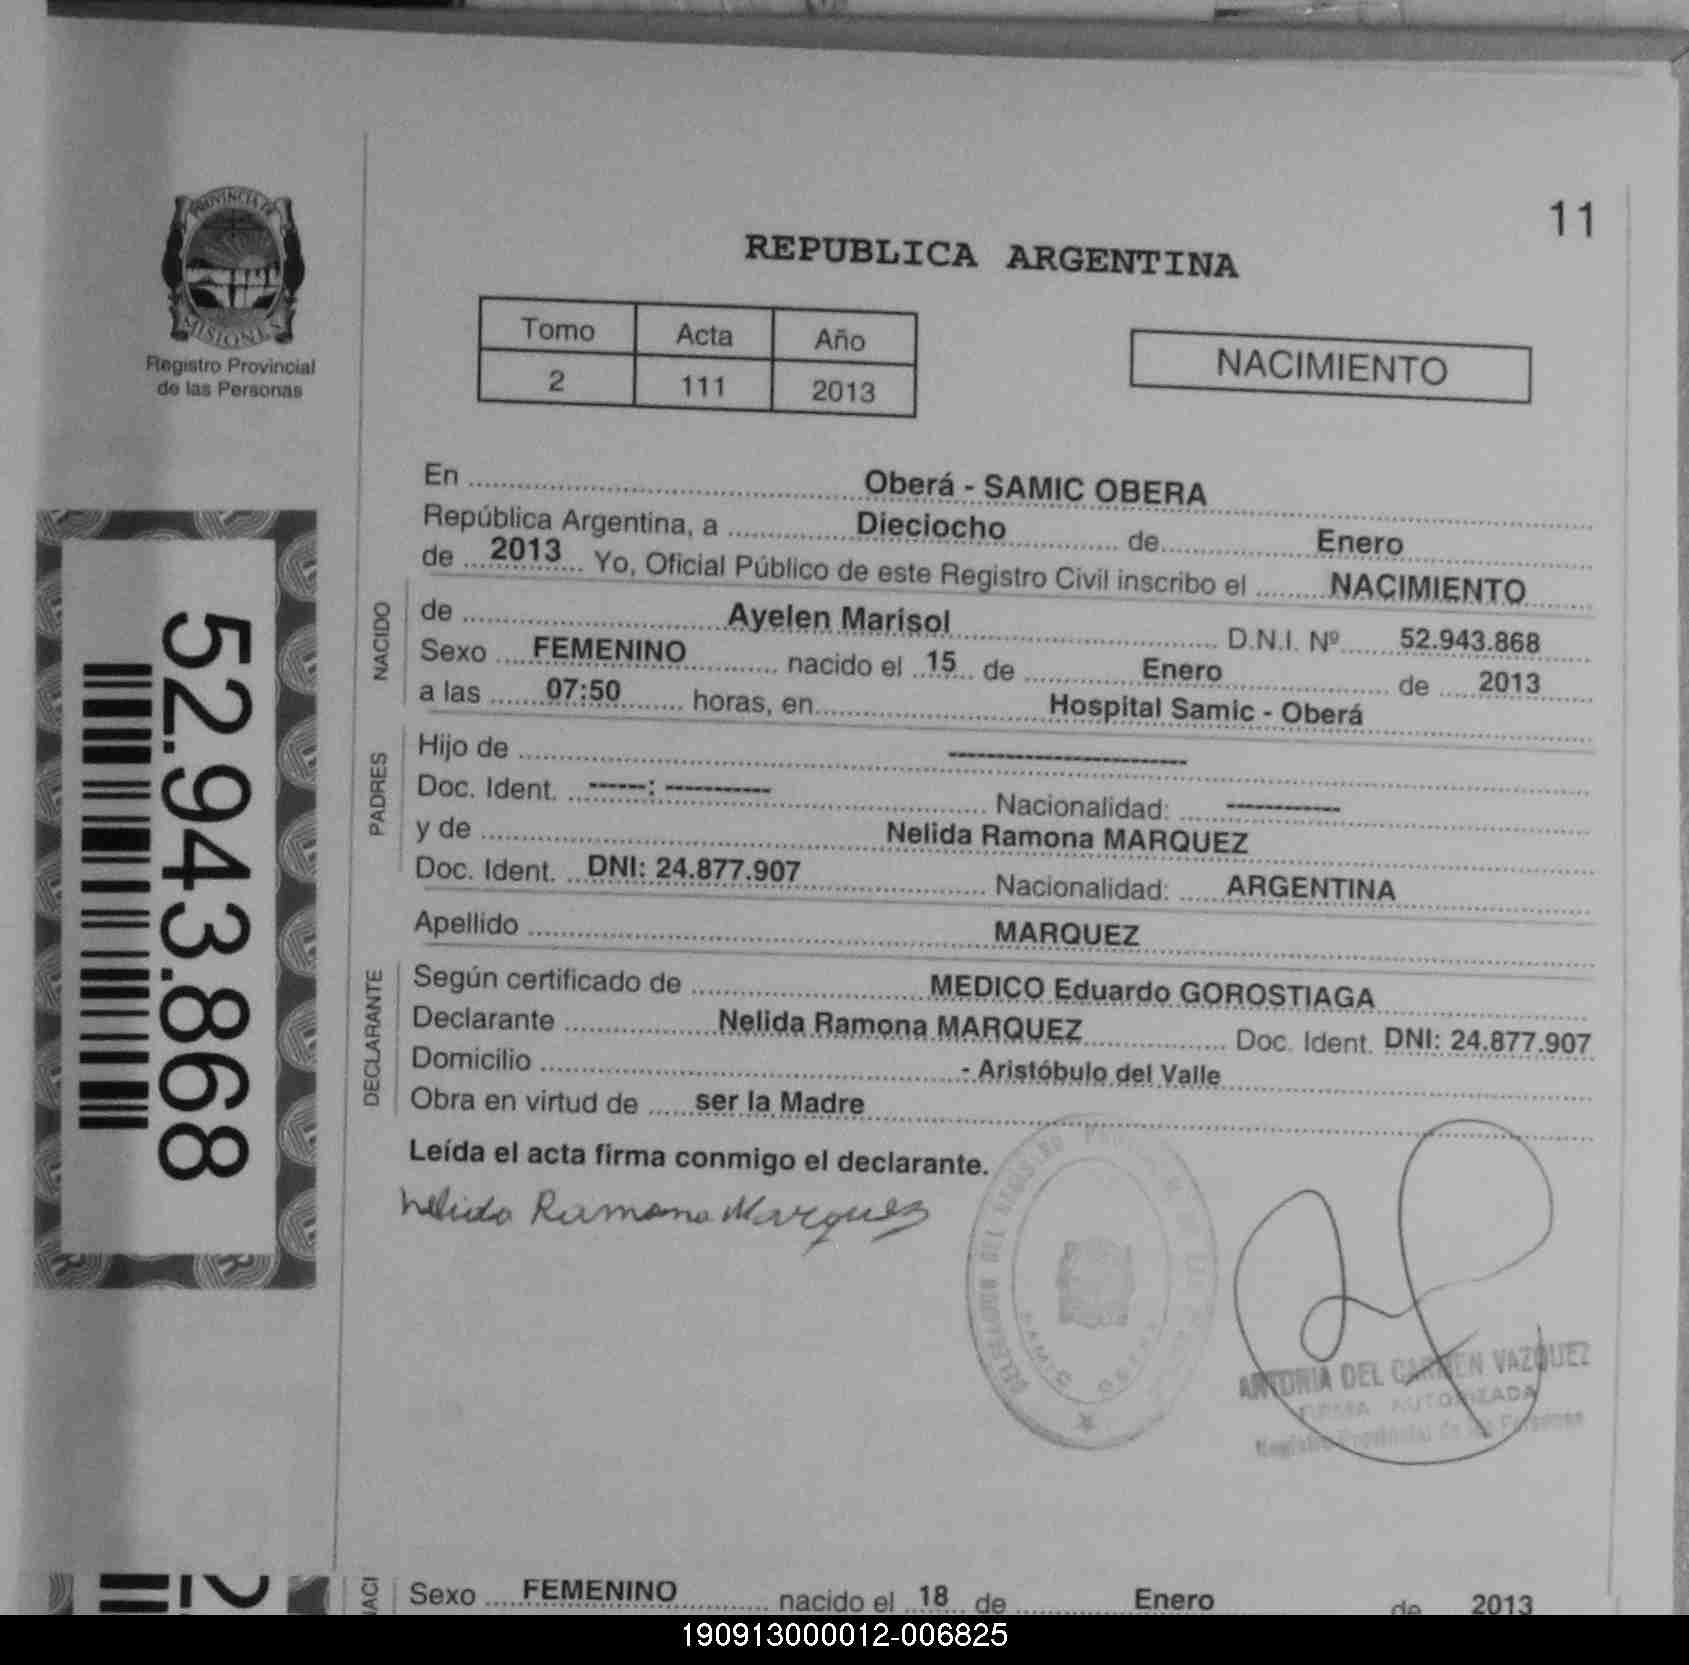 11
PROVINCIA DE
MISIONES
Registro Provincial
de las Personas
REPUBLICA ARGENTINA
Tomo Acta Año
2 111 2013
NACIMIENTO
En Oberá - SAMIC OBERA
República Argentina, a Dieciocho de Enero
de 2013 Yo, Oficial Público de este Registro Civil inscribo el NACIMIENTO
NACIDO
de Ayelen Marisol D.N.I. Nº 52.943.868
Sexo FEMENINO nacido el 15 de Enero de 2013
a las 07:50 horas, en Hospital Samic - Oberá
PADRES
Hijo de --------------------
Doc. Ident. -----: ---------- Nacionalidad: ----------
y de Nelida Ramona MARQUEZ
Doc. Ident. DNI: 24.877.907 Nacionalidad: ARGENTINA
Apellido MARQUEZ
DECLARANTE
Según certificado de MEDICO Eduardo GOROSTIAGA
Declarante Nelida Ramona MARQUEZ Doc. Ident. DNI: 24.877.907
Domicilio - Aristóbulo del Valle
Obra en virtud de ser la Madre
Leída el acta firma conmigo el declarante.
Nelida Ramona Marquez
52.943.868
ANTONIA DEL CARMEN VAZQUEZ
FIRMA AUTORIZADA
Registro Provincial de las Personas
Sexo FEMENINO nacido el 18 de Enero de 2013
190913000012-006825